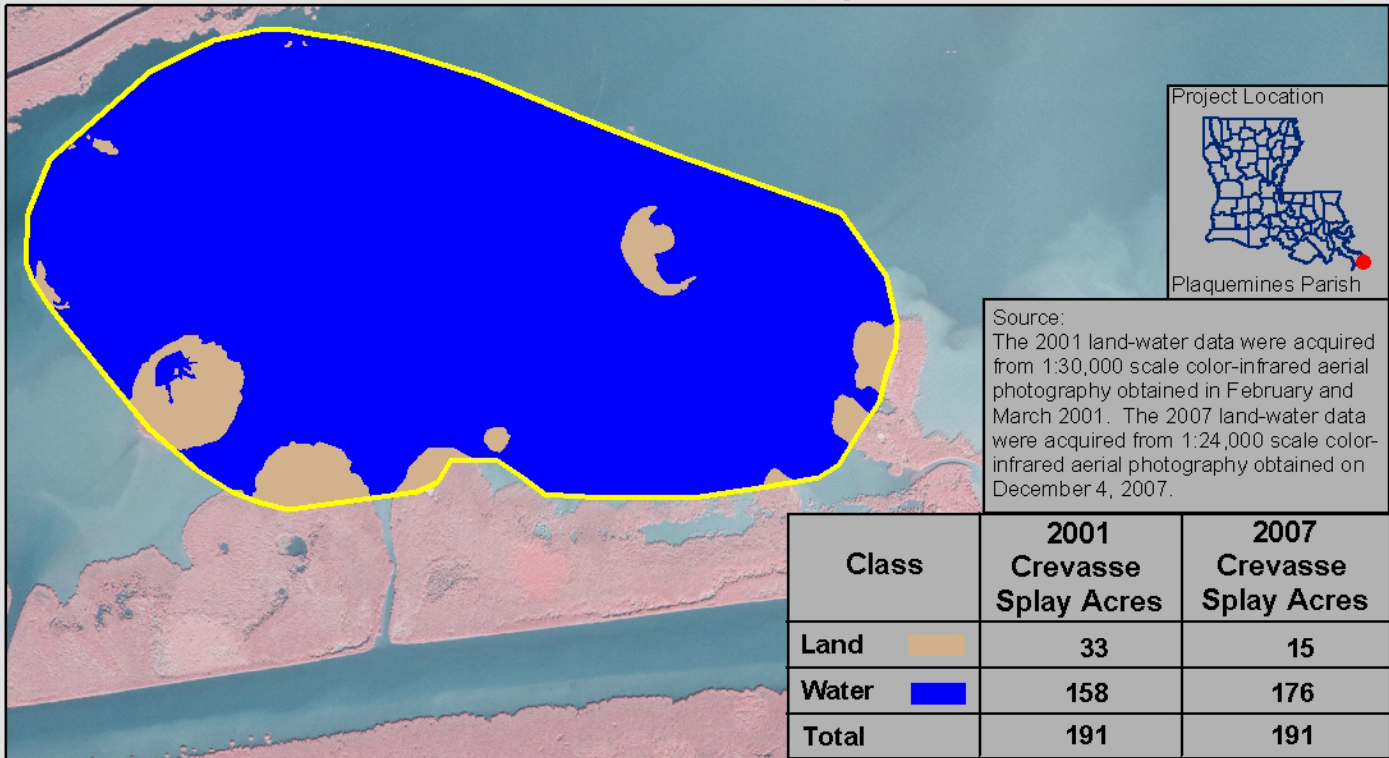 Project Location
Plaquemines Parish
Source:
The 2001 land-water data were acquired
from 1:30,000 scale color-infrared aerial
photography obtained in February and
March 2001. The 2007 land-water data
were acquired from 1:24,000 scale color-
infrared aerial photography obtained on
December 4, 2007.
Class
2001
Crevasse
Splay Acres
2007
Crevasse
Splay Acres
Land 33 15
Water 158 176
Total 191 191